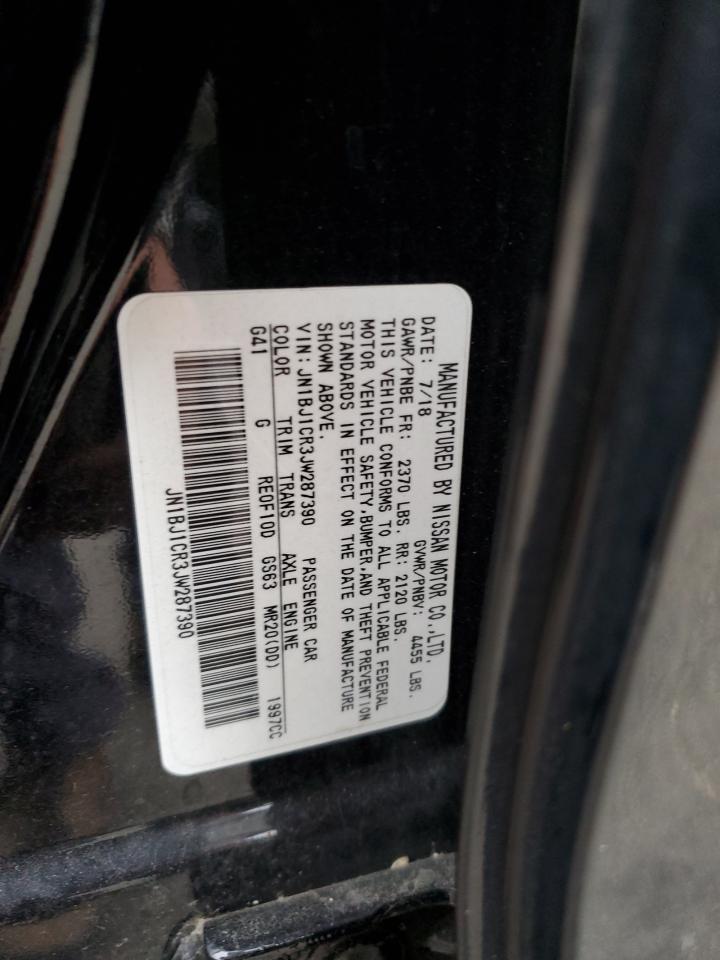 MANUFACTURED BY NISSAN MOTOR CO.,LTD.
DATE: 7/18 GVWR/PNBV: 4455 LBS.
GAWR/PNBE FR: 2370 LBS. RR: 2120 LBS.
THIS VEHICLE CONFORMS TO ALL APPLICABLE FEDERAL
MOTOR VEHICLE SAFETY,BUMPER,AND THEFT PREVENTION
STANDARDS IN EFFECT ON THE DATE OF MANUFACTURE
SHOWN ABOVE.
VIN: JN1BJ1CR3JW287390 PASSENGER CAR
COLOR TRIM TRANS AXLE ENGINE
G41 G RE0F10D GS63 MR20(DD) 1997CC
JN1BJ1CR3JW287390